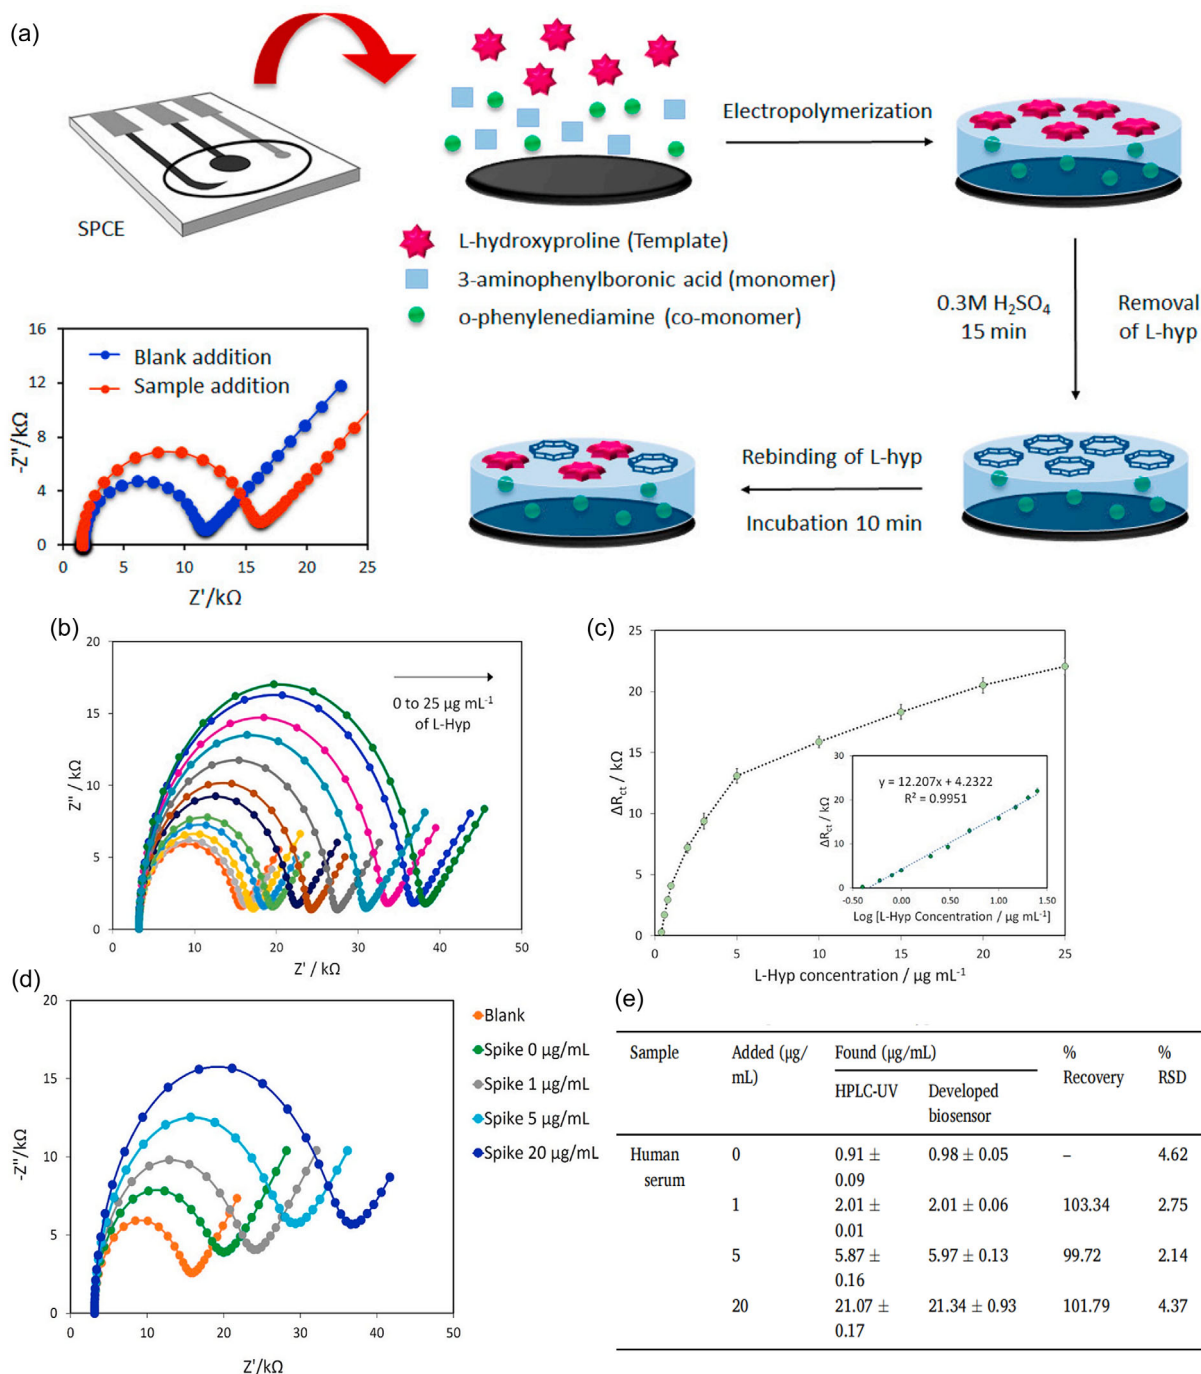 (a)
SPCE
Electropolymerization
L-hydroxyproline (Template)
3-aminophenylboronic acid (monomer)
o-phenylenediamine (co-monomer)
0.3M H₂SO₄
15 min
Removal
of L-hyp
Rebinding of L-hyp
Incubation 10 min
16
12
8
4
0
-Z"/kΩ
Blank addition
Sample addition
0 5 10 15 20 25
Z'/kΩ
(b)
20
15
10
5
0
Z" / kΩ
0 to 25 µg mL⁻¹
of L-Hyp
0 5 10 15 20 25 30 35 40 45 50
Z' / kΩ
(c)
25
20
15
10
5
0
ΔRct / kΩ
0 5 10 15 20 25
L-Hyp concentration / µg mL⁻¹
30
20
10
0
ΔRct / kΩ
y = 12.207x + 4.2322
R² = 0.9951
-0.50 0.00 0.50 1.00 1.50
Log [L-Hyp Concentration / µg mL⁻¹]
(d)
20
15
10
5
0
-Z"/kΩ
0 10 20 30 40 50
Z'/kΩ
Blank
Spike 0 µg/mL
Spike 1 µg/mL
Spike 5 µg/mL
Spike 20 µg/mL
(e)
Sample Added (µg/ Found (µg/mL) % %
mL) Recovery RSD
HPLC-UV Developed
biosensor
Human 0 0.91 ± 0.98 ± 0.05 – 4.62
serum 0.09
1 2.01 ± 2.01 ± 0.06 103.34 2.75
0.01
5 5.87 ± 5.97 ± 0.13 99.72 2.14
0.16
20 21.07 ± 21.34 ± 0.93 101.79 4.37
0.17